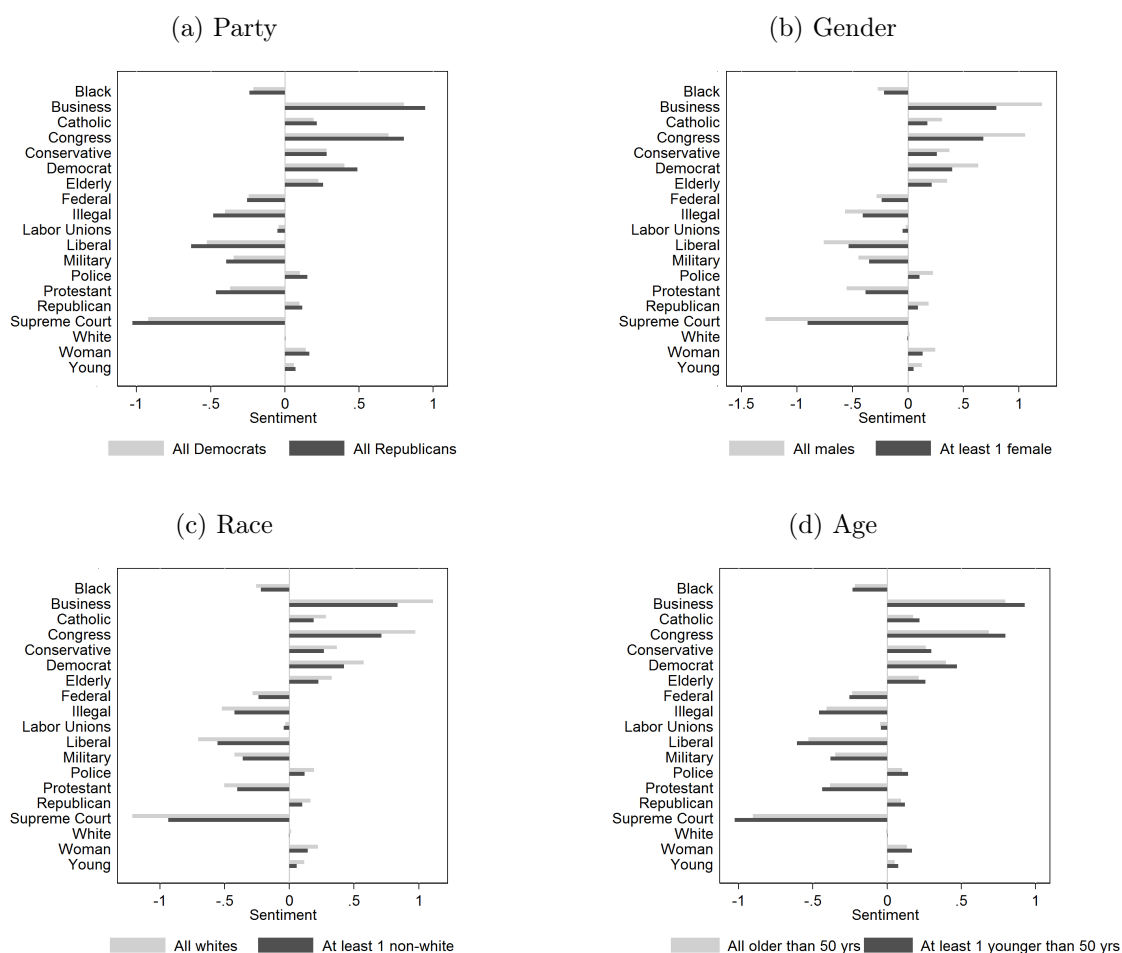 (a) Party
Black
Business
Catholic
Congress
Conservative
Democrat
Elderly
Federal
Illegal
Labor Unions
Liberal
Military
Police
Protestant
Republican
Supreme Court
White
Woman
Young
-1 -.5 0 .5 1
Sentiment
All Democrats All Republicans
(b) Gender
Black
Business
Catholic
Congress
Conservative
Democrat
Elderly
Federal
Illegal
Labor Unions
Liberal
Military
Police
Protestant
Republican
Supreme Court
White
Woman
Young
-1.5 -1 -.5 0 .5 1
Sentiment
All males At least 1 female
(c) Race
Black
Business
Catholic
Congress
Conservative
Democrat
Elderly
Federal
Illegal
Labor Unions
Liberal
Military
Police
Protestant
Republican
Supreme Court
White
Woman
Young
-1 -.5 0 .5 1
Sentiment
All whites At least 1 non-white
(d) Age
Black
Business
Catholic
Congress
Conservative
Democrat
Elderly
Federal
Illegal
Labor Unions
Liberal
Military
Police
Protestant
Republican
Supreme Court
White
Woman
Young
-1 -.5 0 .5 1
Sentiment
All older than 50 yrs At least 1 younger than 50 yrs